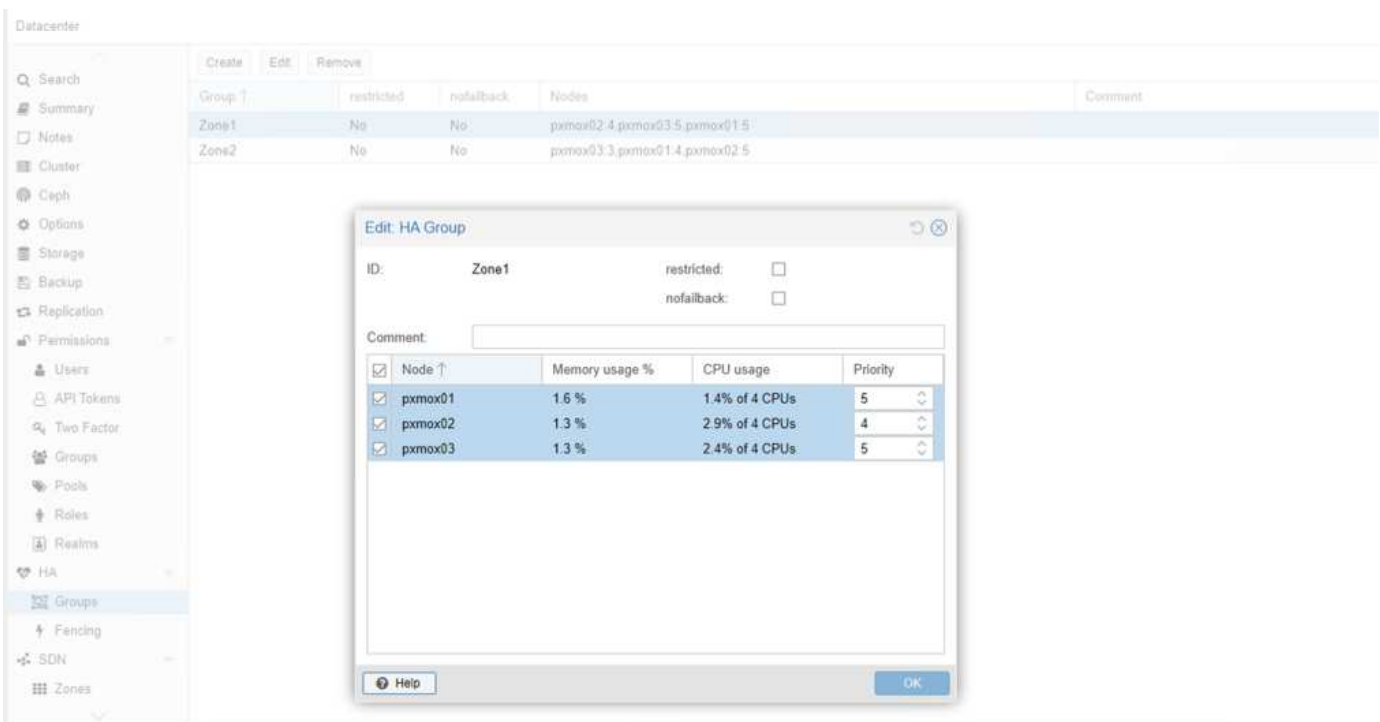 Datacenter
Search
Summary
Notes
Cluster
Ceph
Options
Storage
Backup
Replication
Permissions
Users
API Tokens
Two Factor
Groups
Pools
Roles
Realms
HA
Groups
Fencing
SDN
Zones
Create Edit Remove
Group ↑ restricted nofailback Nodes Comment
Zone1 No No pxmox02:4,pxmox03:5,pxmox01:5
Zone2 No No pxmox03:3,pxmox01:4,pxmox02:5
Edit: HA Group
ID: Zone1 restricted:
nofailback:
Comment:
Node ↑ Memory usage % CPU usage Priority
pxmox01 1.6 % 1.4% of 4 CPUs 5
pxmox02 1.3 % 2.9% of 4 CPUs 4
pxmox03 1.3 % 2.4% of 4 CPUs 5
Help OK